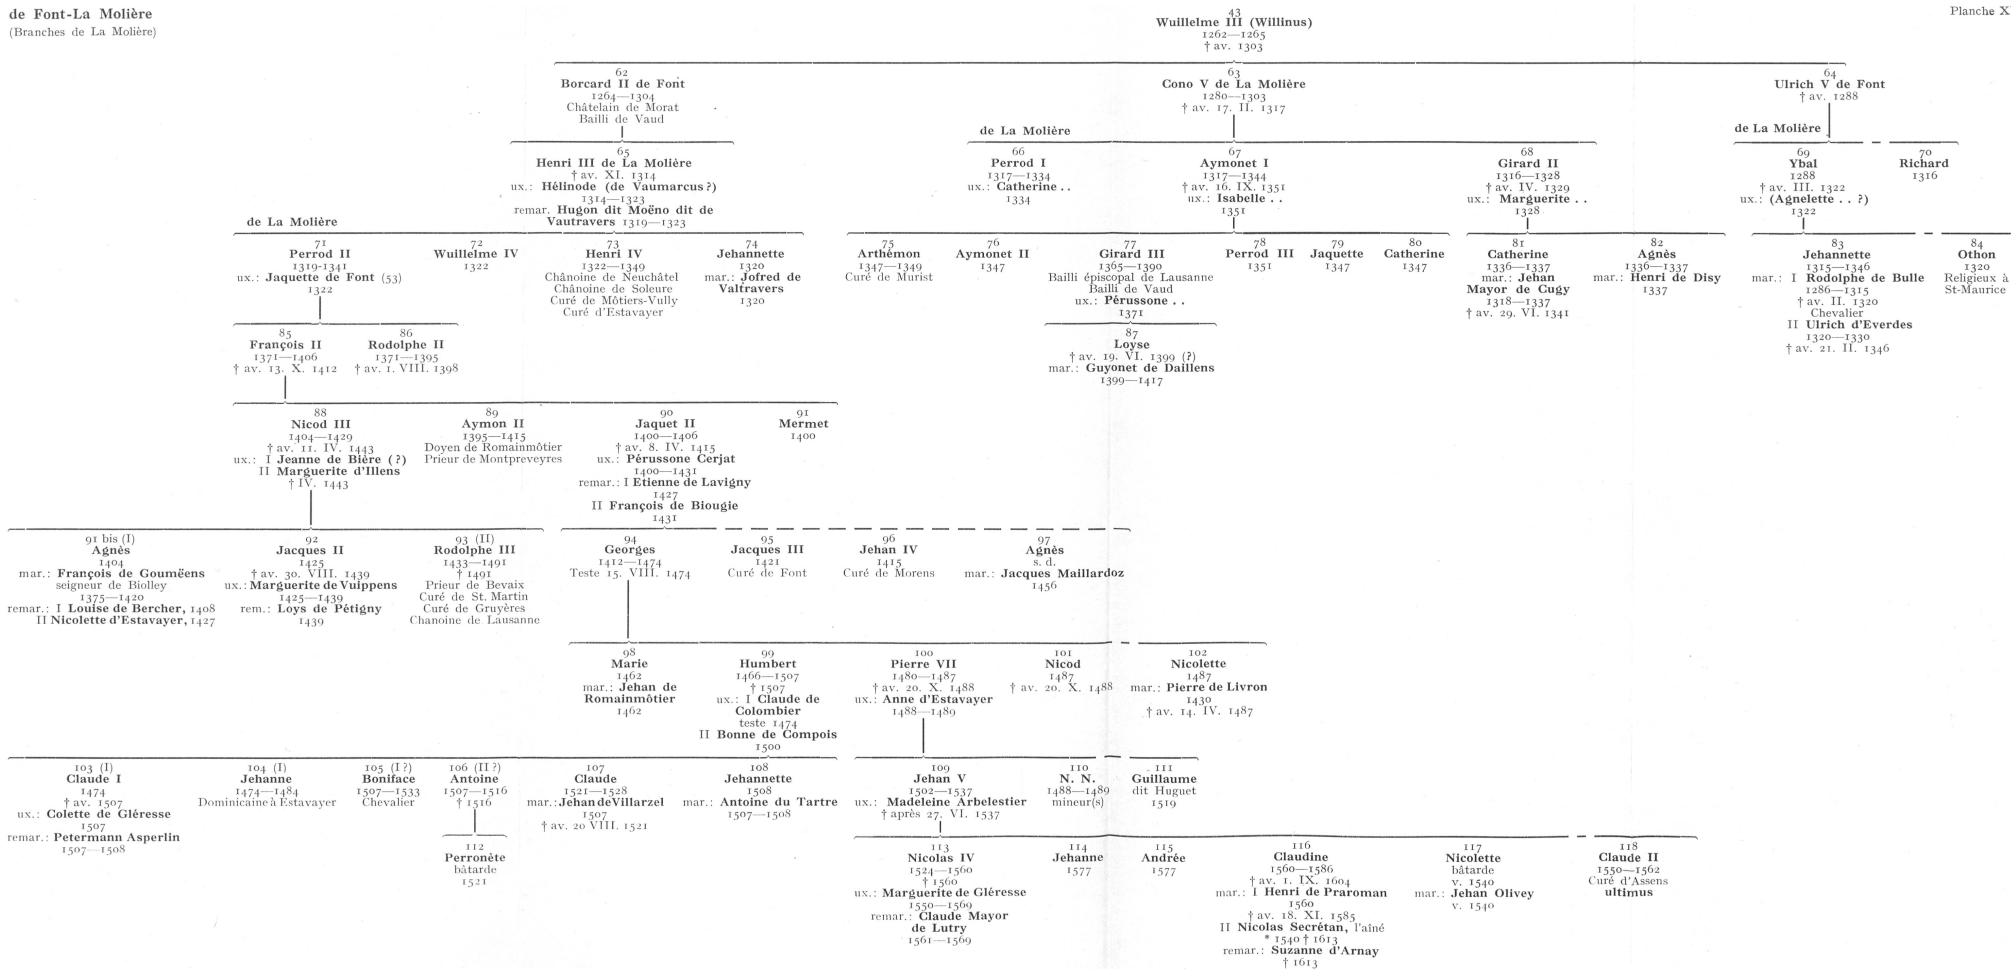 de Font-La Molière
(Branches de La Molière)
Planche X
43
Wuillelme III (Willinus)
1262—1265
† av. 1303
62
Borcard II de Font
1264—1304
Châtelain de Morat
Bailli de Vaud
63
Cono V de La Molière
1280—1303
† av. 17. II. 1317
64
Ulrich V de Font
† av. 1288
65
Henri III de La Molière
† av. XI. 1314
ux.: Hélinode (de Vaumarcus ?)
1314—1323
remar. Hugon dit Moëno dit de
Vautravers 1319—1323
de La Molière
66
Perrod I
1317—1334
ux.: Catherine . .
1334
67
Aymonet I
1317—1344
† av. 16. IX. 1351
ux.: Isabelle . .
1351
68
Girard II
1316—1328
† av. IV. 1329
ux.: Marguerite . .
1328
de La Molière
69
Ybal
1288
† av. III. 1322
ux.: (Agnelette . . ?)
1322
70
Richard
1316
de La Molière
71
Perrod II
1319-1341
ux.: Jaquette de Font (53)
1322
72
Wuillelme IV
1322
73
Henri IV
1322—1349
Chânoine de Neuchâtel
Chânoine de Soleure
Curé de Môtiers-Vully
Curé d'Estavayer
74
Jehannette
1320
mar.: Jofred de
Valtravers
1320
75
Arthêmon
1347—1349
Curé de Murist
76
Aymonet II
1347
77
Girard III
1365—1390
Bailli épiscopal de Lausanne
Bailli de Vaud
ux.: Pérussone . .
1371
78
Perrod III
1351
79
Jaquette
1347
80
Catherine
1347
81
Catherine
1336—1337
mar.: Jehan
Mayor de Cugy
1318—1337
† av. 29. VI. 1341
82
Agnès
1336—1337
mar.: Henri de Disy
1337
83
Jehannette
1315—1346
mar.: I Rodolphe de Bulle
1286—1315
† av. II. 1320
Chevalier
II Ulrich d'Everdes
1320—1330
† av. 21. II. 1346
84
Othon
1320
Religieux à
St-Maurice
85
François II
1371—1406
† av. 13. X. 1412
86
Rodolphe II
1371—1395
† av. 1. VIII. 1398
87
Loyse
† av. 19. VI. 1399 (?)
mar.: Guyonet de Daillens
1399—1417
88
Nicod III
1404—1429
† av. 11. IV. 1443
ux.: I Jeanne de Bière (?)
II Marguerite d'Illens
† IV. 1443
89
Aymon II
1395—1415
Doyen de Romainmôtier
Prieur de Montpreveyres
90
Jaquet II
1400—1406
† av. 8. IV. 1415
ux.: Pérussone Cerjat
1400—1431
remar.: I Etienne de Lavigny
1427
II François de Biougie
1431
91
Mermet
1400
91 bis (I)
Agnès
1404
mar.: François de Goumëens
seigneur de Biolley
1375—1420
remar.: I Louise de Bercher, 1408
II Nicolette d'Estavayer, 1427
92
Jacques II
1425
† av. 30. VIII. 1439
ux.: Marguerite de Vuippens
1425—1439
rem.: Loys de Pétigny
1439
93 (II)
Rodolphe III
1433—1491
† 1491
Prieur de Bevaix
Curé de St. Martin
Curé de Gruyères
Chanoine de Lausanne
94
Georges
1412—1474
Teste 15. VIII. 1474
95
Jacques III
1421
Curé de Font
96
Jehan IV
1415
Curé de Morens
97
Agnès
s. d.
mar.: Jacques Maillardoz
1456
98
Marie
1462
mar.: Jehan de
Romainmôtier
1462
99
Humbert
1466—1507
† 1507
ux.: I Claude de
Colombier
teste 1474
II Bonne de Compois
1500
100
Pierre VII
1480—1487
† av. 20. X. 1488
ux.: Anne d'Estavayer
1488—1489
101
Nicod
1487
† av. 20. X. 1488
102
Nicolette
1487
mar.: Pierre de Livron
1430
† av. 14. IV. 1487
103 (I)
Claude I
1474
† av. 1507
ux.: Colette de Gléresse
1507
remar.: Petermann Asperlin
1507—1508
104 (I)
Jehanne
1474—1484
Dominicaine à Estavayer
105 (I ?)
Boniface
1507—1533
Chevalier
106 (II ?)
Antoine
1507—1516
† 1516
107
Claude
1521—1528
mar.: Jehan de Villarzel
1507
† av. 20 VIII. 1521
108
Jehannette
1508
mar.: Antoine du Tartre
1507—1508
109
Jehan V
1502—1537
ux.: Madeleine Arbelestier
† après 27. VI. 1537
110
N. N.
1488—1489
mineur(s)
111
Guillaume
dit Huguet
1519
112
Perronète
bâtarde
1521
113
Nicolas IV
1524—1560
† 1560
ux.: Marguerite de Gléresse
1550—1569
remar.: Claude Mayor
de Lutry
1561—1569
114
Jehanne
1577
115
Andrée
1577
116
Claudine
1560—1586
† av. 1. IX. 1604
mar.: I Henri de Praroman
1560
† av. 18. XI. 1585
II Nicolas Secrétan, l'aîné
* 1540 † 1613
remar.: Suzanne d'Arnay
† 1613
117
Nicolette
bâtarde
v. 1540
mar.: Jehan Olivey
v. 1540
118
Claude II
1550—1562
Curé d'Assens
ultimus